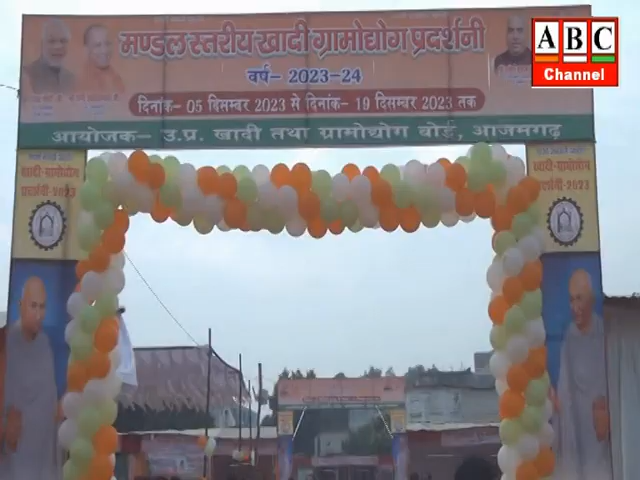 ABC
Channel
मण्डलस्तरीय खादी ग्रामोद्योग प्रदर्शनी
वर्ष- 2023-24
दिनांक- 05 दिसम्बर 2023 से दिनांक- 19 दिसम्बर 2023 तक
आयोजक- उ.प्र. खादी तथा ग्रामोद्योग बोर्ड, आजमगढ़
खादी-ग्रामोद्योग
प्रदर्शनी-2023
खादी-ग्रामोद्योग
प्रदर्शनी-2023